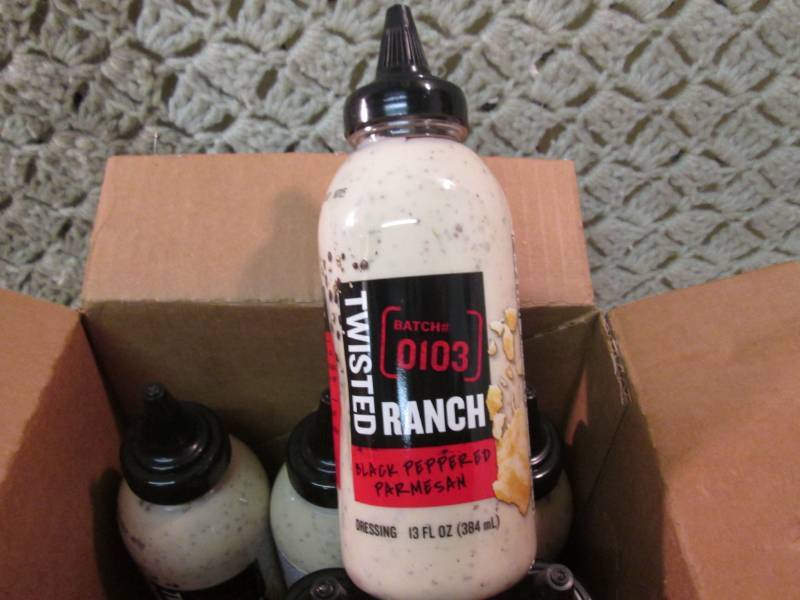 TWISTED
BATCH#
0103
RANCH
BLACK PEPPERED
PARMESAN
DRESSING 13 FL OZ (384 mL)